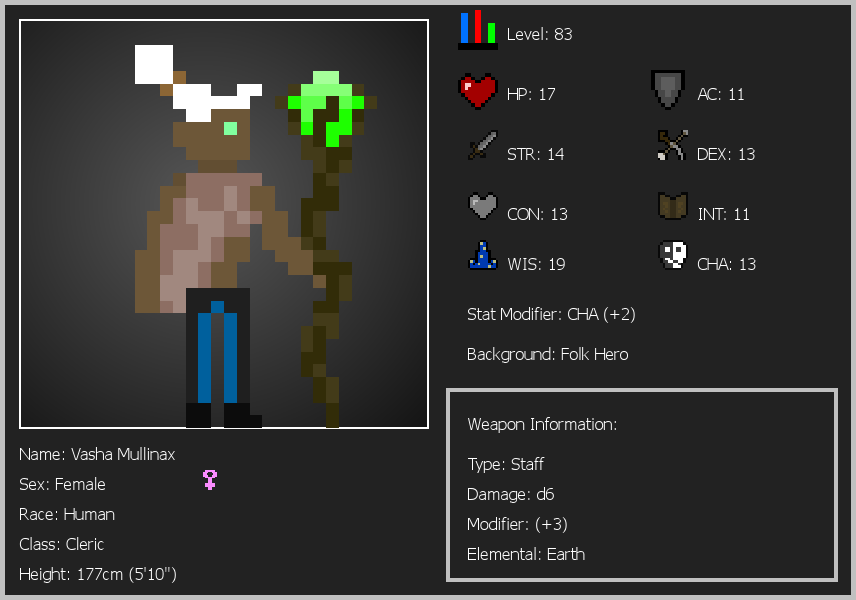 Level: 83
HP: 17
AC: 11
STR: 14
DEX: 13
CON: 13
INT: 11
WIS: 19
CHA: 13
Stat Modifier: CHA (+2)
Background: Folk Hero
Weapon Information:
Type: Staff
Damage: d6
Modifier: (+3)
Elemental: Earth
Name: Vasha Mullinax
Sex: Female
Race: Human
Class: Cleric
Height: 177cm (5'10")